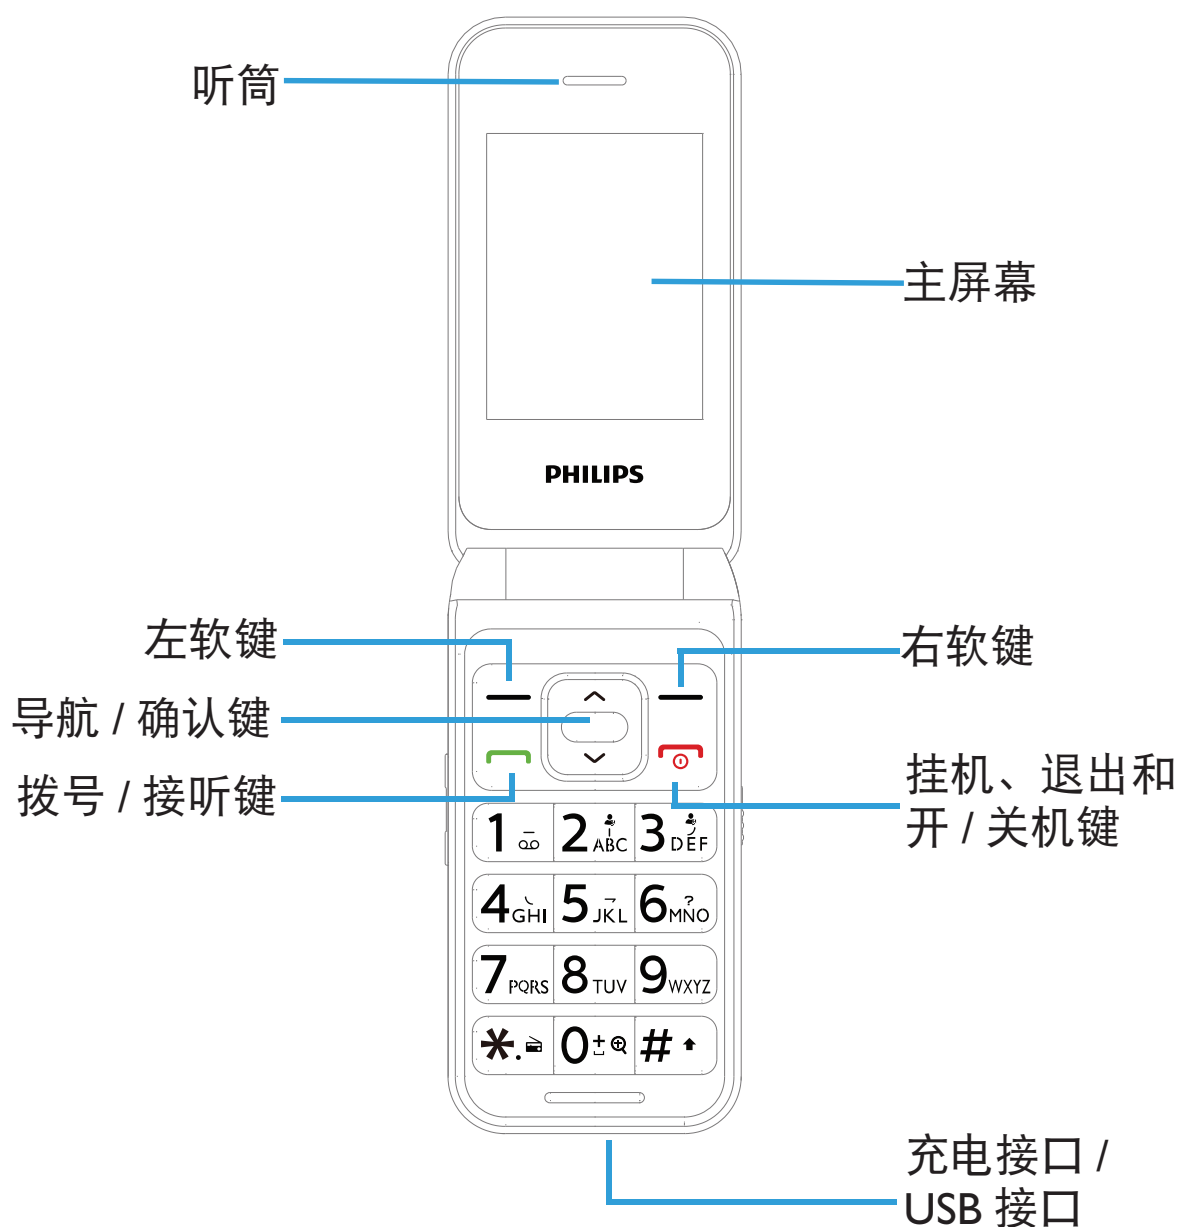 听筒
主屏幕
PHILIPS
左软键
右软键
导航 / 确认键
拨号 / 接听键
挂机、退出和
开 / 关机键
1 2 ABC 3 DEF
4 GHI 5 JKL 6 MNO
7 PQRS 8 TUV 9 WXYZ
*. 0 + #
充电接口 /
USB 接口